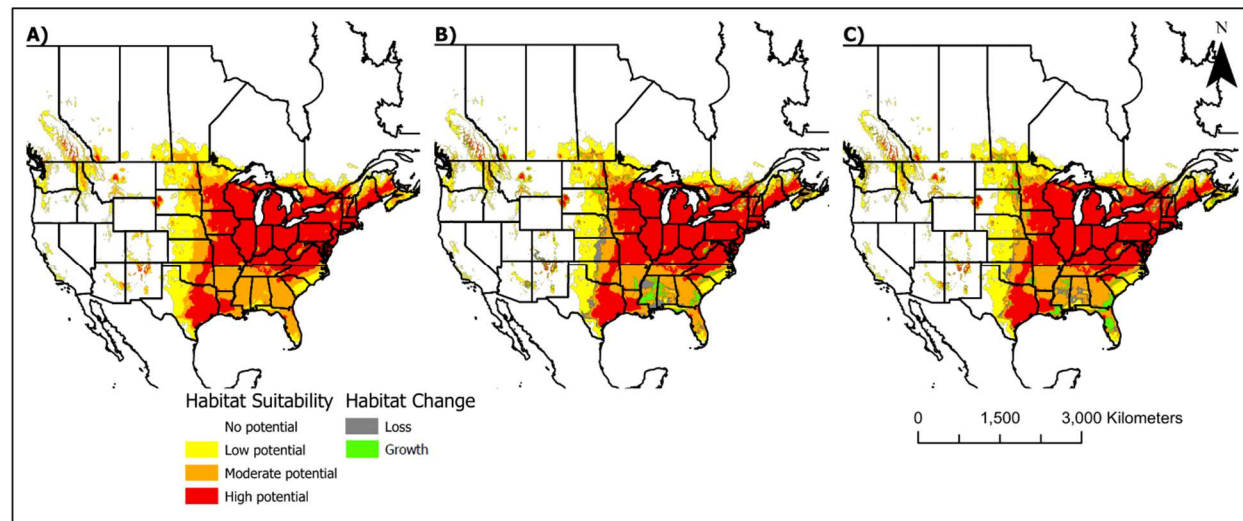 A)
B)
C)
N
Habitat Suitability
No potential
Low potential
Moderate potential
High potential
Habitat Change
Loss
Growth
0 1,500 3,000 Kilometers